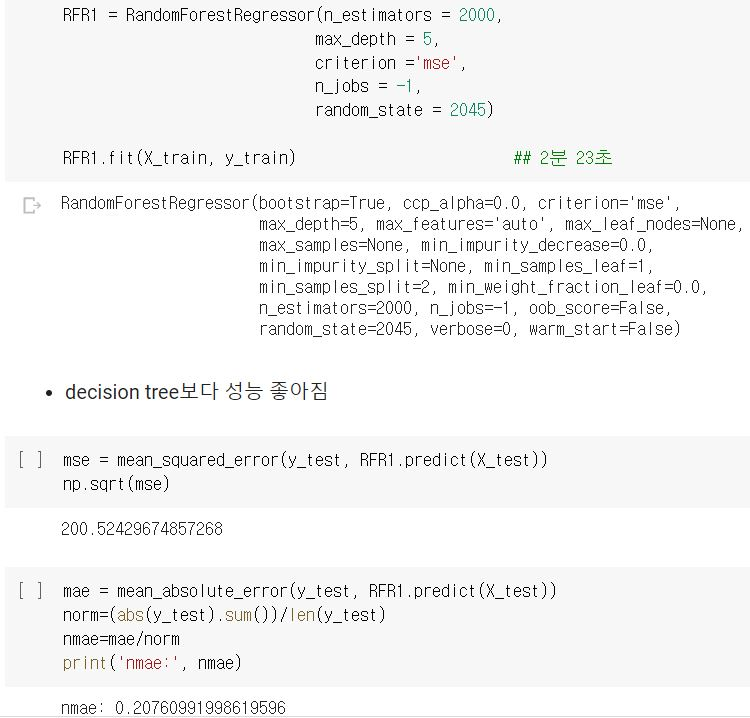 RFR1 = RandomForestRegressor(n_estimators = 2000,
max_depth = 5,
criterion ='mse',
n_jobs = -1,
random_state = 2045)
RFR1.fit(X_train, y_train) ## 2분 23초
RandomForestRegressor(bootstrap=True, ccp_alpha=0.0, criterion='mse',
max_depth=5, max_features='auto', max_leaf_nodes=None,
max_samples=None, min_impurity_decrease=0.0,
min_impurity_split=None, min_samples_leaf=1,
min_samples_split=2, min_weight_fraction_leaf=0.0,
n_estimators=2000, n_jobs=-1, oob_score=False,
random_state=2045, verbose=0, warm_start=False)
• decision tree보다 성능 좋아짐
[ ] mse = mean_squared_error(y_test, RFR1.predict(X_test))
np.sqrt(mse)
200.52429674857268
[ ] mae = mean_absolute_error(y_test, RFR1.predict(X_test))
norm=(abs(y_test).sum())/len(y_test)
nmae=mae/norm
print('nmae:', nmae)
nmae: 0.20760991998619596